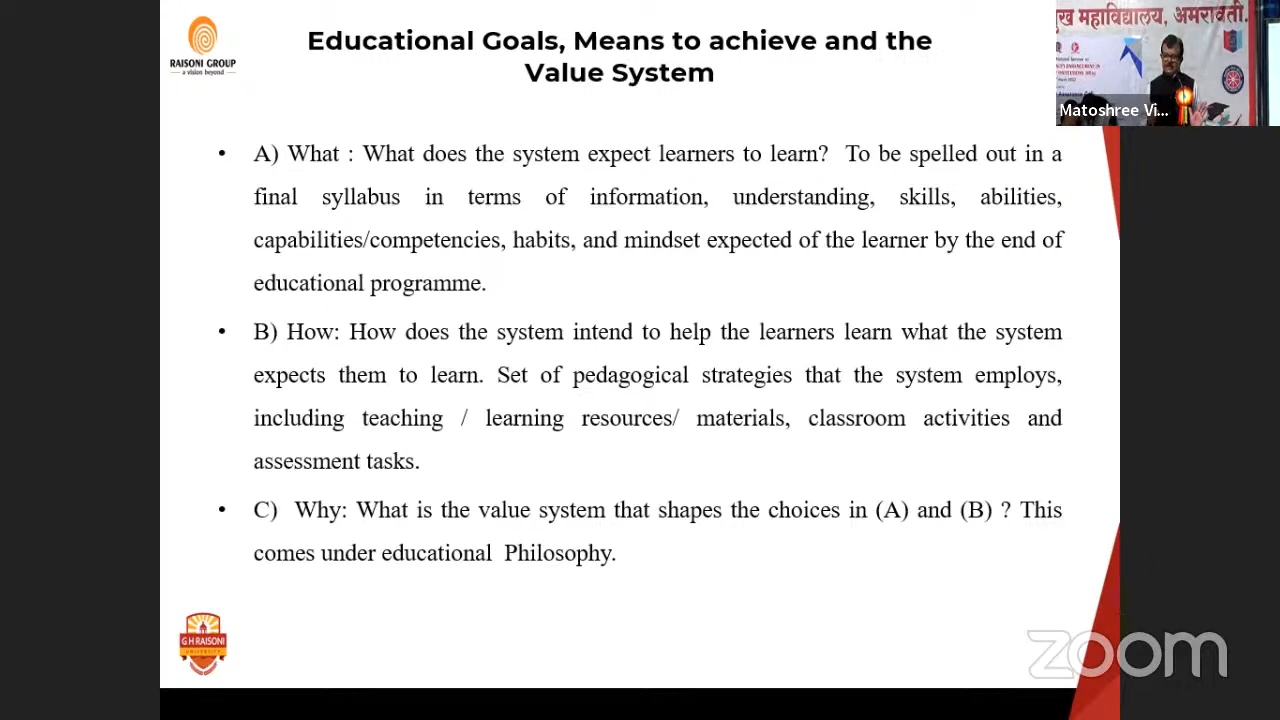 RAISONI GROUP
a vision beyond
Educational Goals, Means to achieve and the
Value System
ुख महाविद्यालय, अमरावती.
Matoshree Vi...
• A) What : What does the system expect learners to learn? To be spelled out in a
final syllabus in terms of information, understanding, skills, abilities,
capabilities/competencies, habits, and mindset expected of the learner by the end of
educational programme.
• B) How: How does the system intend to help the learners learn what the system
expects them to learn. Set of pedagogical strategies that the system employs,
including teaching / learning resources/ materials, classroom activities and
assessment tasks.
• C) Why: What is the value system that shapes the choices in (A) and (B) ? This
comes under educational Philosophy.
G H RAISONI
UNIVERSITY
zoom